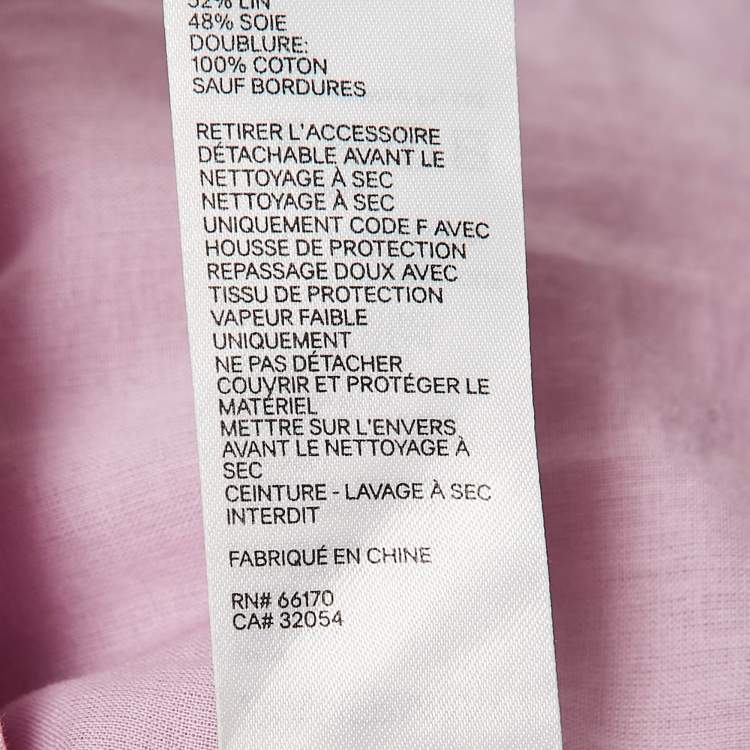 52% LIN
48% SOIE
DOUBLURE:
100% COTON
SAUF BORDURES
RETIRER L'ACCESSOIRE
DÉTACHABLE AVANT LE
NETTOYAGE À SEC
NETTOYAGE À SEC
UNIQUEMENT CODE F AVEC
HOUSSE DE PROTECTION
REPASSAGE DOUX AVEC
TISSU DE PROTECTION
VAPEUR FAIBLE
UNIQUEMENT
NE PAS DÉTACHER
COUVRIR ET PROTÉGER LE
MATÉRIEL
METTRE SUR L'ENVERS
AVANT LE NETTOYAGE À
SEC
CEINTURE - LAVAGE À SEC
INTERDIT
FABRIQUÉ EN CHINE
RN# 66170
CA# 32054